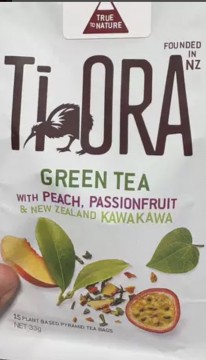 TRUE
TO NATURE
FOUNDED
IN
NZ
TI ORA
GREEN TEA
WITH PEACH, PASSIONFRUIT
& NEW ZEALAND KAWAKAWA
15 PLANT BASED PYRAMID TEA BAGS
NET 33g